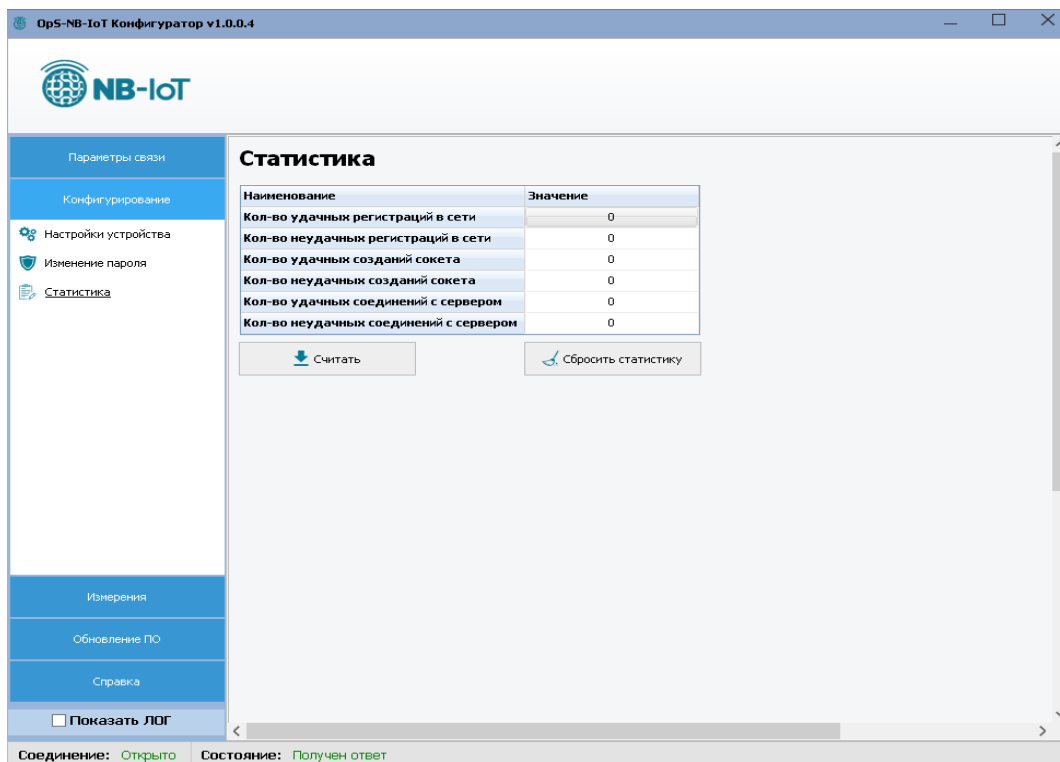 OpS-NB-IoT Конфигуратор v1.0.0.4
NB-IoT
Параметры связи
Конфигурирование
Настройки устройства
Изменение пароля
Статистика
Измерения
Обновление ПО
Справка
Показать ЛОГ
Статистика
Наименование Значение
Кол-во удачных регистраций в сети 0
Кол-во неудачных регистраций в сети 0
Кол-во удачных созданий сокета 0
Кол-во неудачных созданий сокета 0
Кол-во удачных соединений с сервером 0
Кол-во неудачных соединений с сервером 0
Считать Сбросить статистику
Соединение: Открыто Состояние: Получен ответ